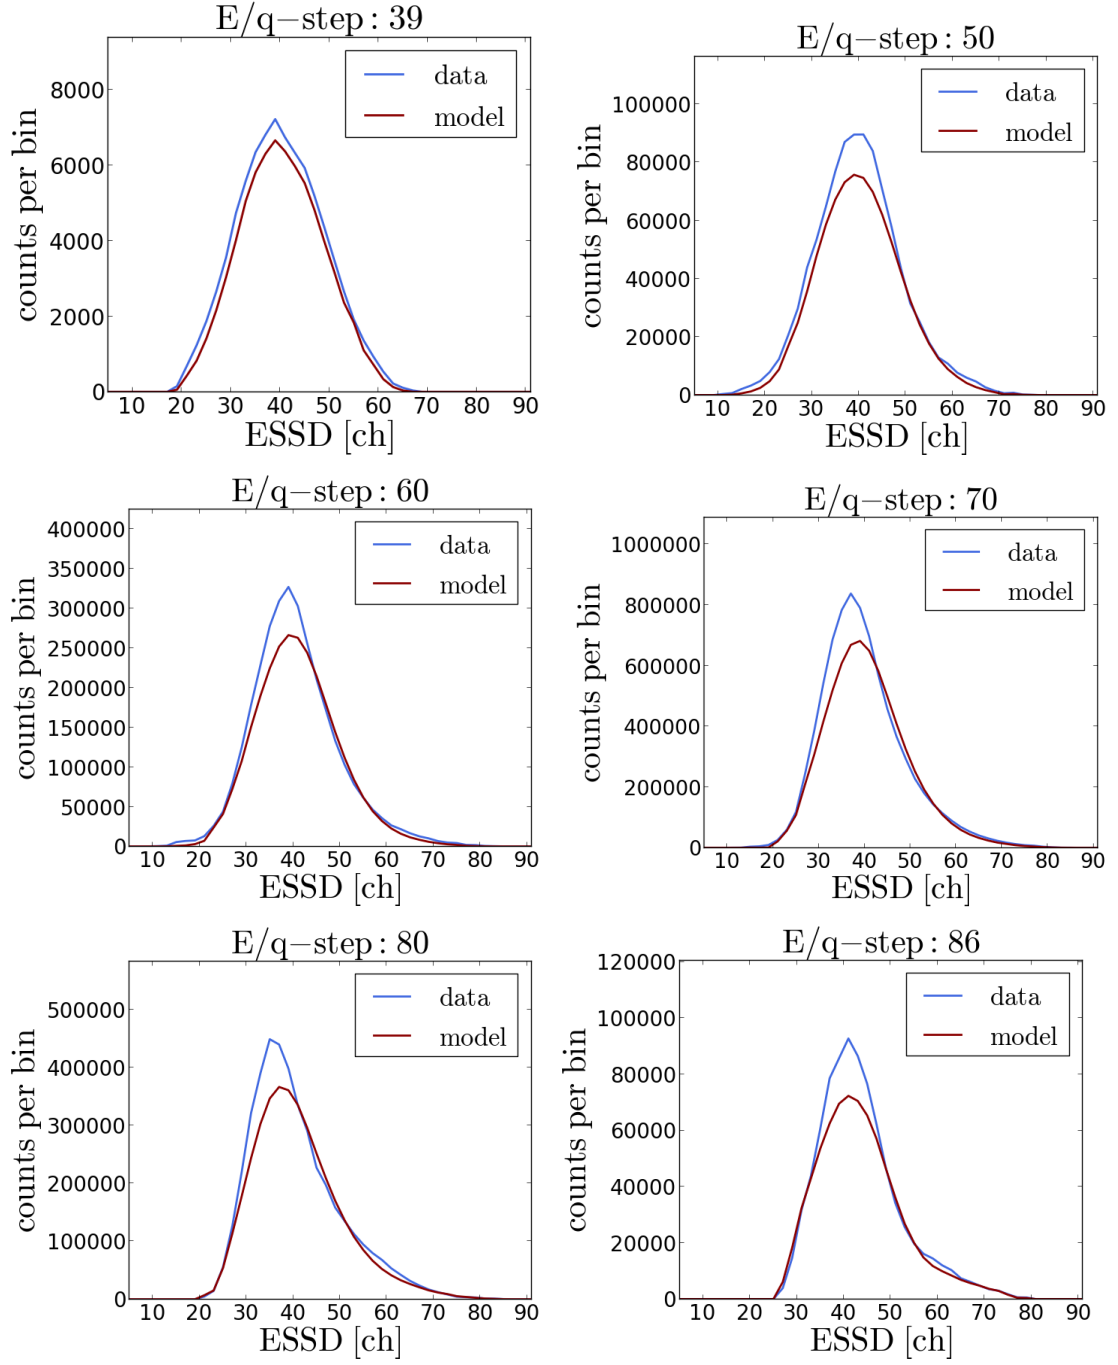 E/q−step: 39
8000
6000
4000
2000
0
counts per bin
data
model
10 20 30 40 50 60 70 80 90
ESSD [ch]
E/q−step: 50
100000
80000
60000
40000
20000
0
counts per bin
data
model
10 20 30 40 50 60 70 80 90
ESSD [ch]
E/q−step: 60
400000
350000
300000
250000
200000
150000
100000
50000
0
counts per bin
data
model
10 20 30 40 50 60 70 80 90
ESSD [ch]
E/q−step: 70
1000000
800000
600000
400000
200000
0
counts per bin
data
model
10 20 30 40 50 60 70 80 90
ESSD [ch]
E/q−step: 80
500000
400000
300000
200000
100000
0
counts per bin
data
model
10 20 30 40 50 60 70 80 90
ESSD [ch]
E/q−step: 86
120000
100000
80000
60000
40000
20000
0
counts per bin
data
model
10 20 30 40 50 60 70 80 90
ESSD [ch]